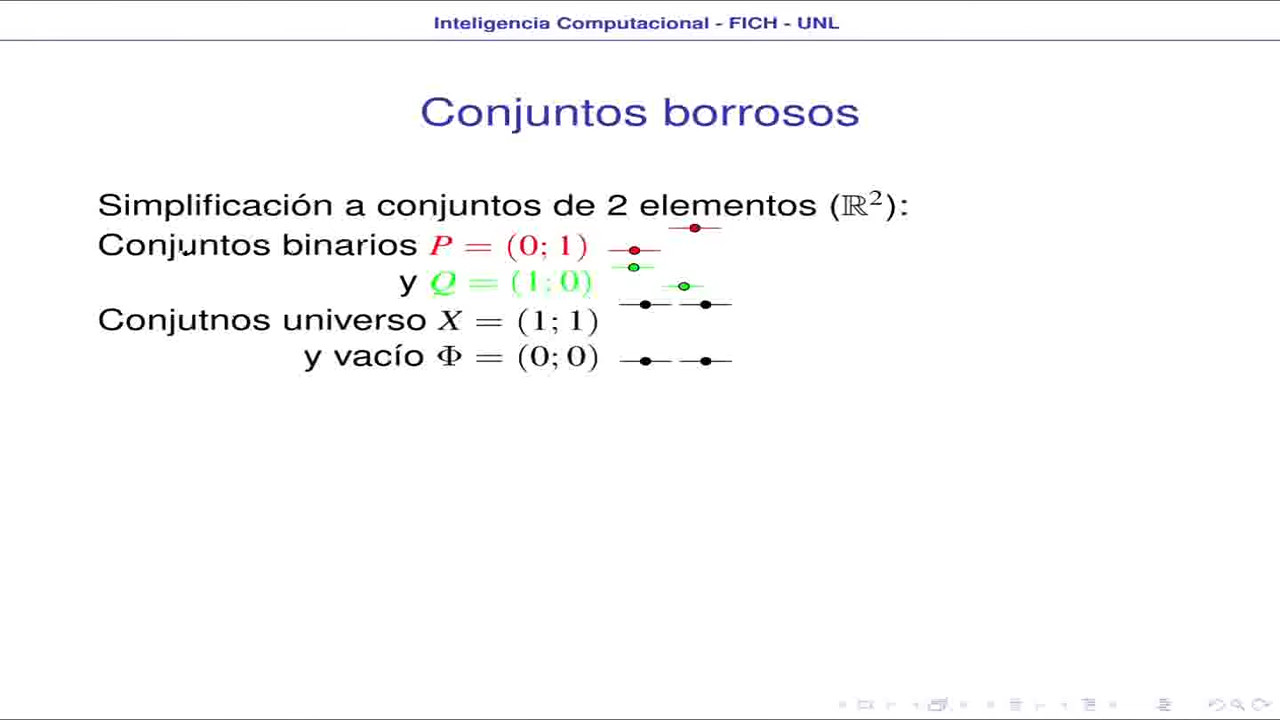 Inteligencia Computacional - FICH - UNL
Conjuntos borrosos
Simplificación a conjuntos de 2 elementos (ℝ²):
Conjuntos binarios P = (0; 1)
y Q = (1; 0)
Conjutnos universo X = (1; 1)
y vacío Φ = (0; 0)